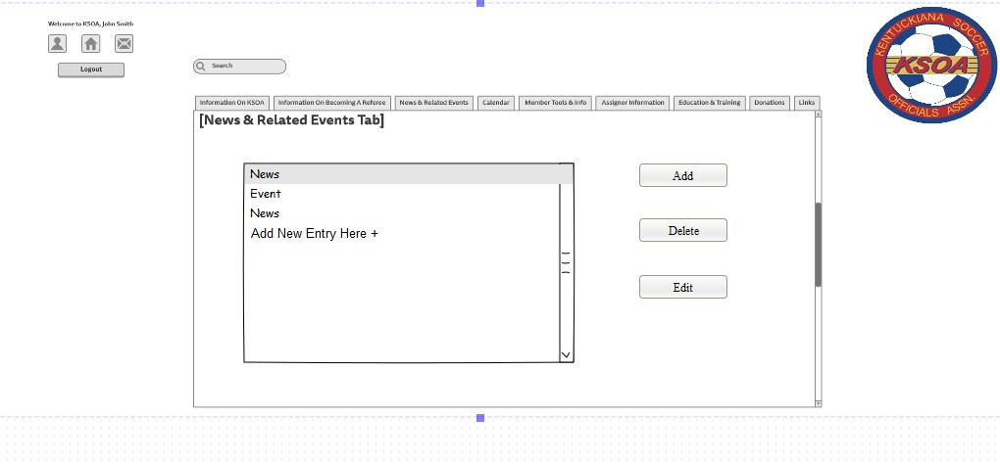 Welcome to KSOA, John Smith
Logout
Search
KENTUCKIANA SOCCER
KSOA
OFFICIALS ASSN.
Information On KSOA
Information On Becoming A Referee
News & Related Events
Calendar
Member Tools & Info
Assignor Information
Education & Training
Donations
Links
[News & Related Events Tab]
News
Event
News
Add New Entry Here +
Add
Delete
Edit